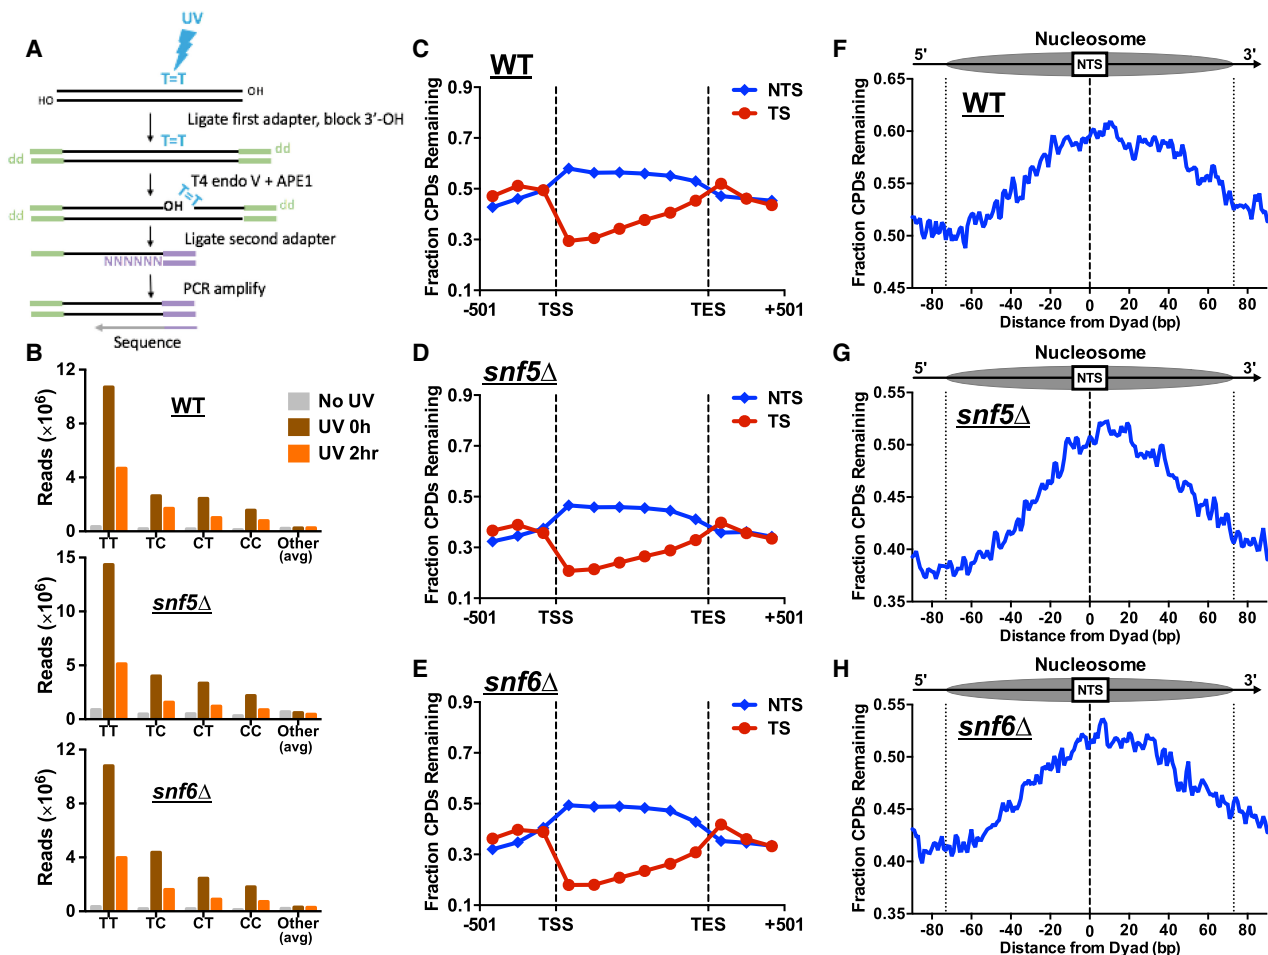 A
UV
T=T
HO
OH
Ligate first adapter, block 3'-OH
T=T
dd
dd
T4 endo V + APE1
T=T
OH
dd
dd
Ligate second adapter
NNNNNN
PCR amplify
Sequence
B
WT
No UV
UV 0h
UV 2hr
Reads (×10⁶)
12
8
4
0
TT TC CT CC Other (avg)
snf5Δ
Reads (×10⁶)
15
10
5
0
TT TC CT CC Other (avg)
snf6Δ
Reads (×10⁶)
12
8
4
0
TT TC CT CC Other (avg)
C
WT
NTS
TS
Fraction CPDs Remaining
0.9
0.7
0.5
0.3
0.1
-501 TSS TES +501
D
snf5Δ
NTS
TS
Fraction CPDs Remaining
0.9
0.7
0.5
0.3
0.1
-501 TSS TES +501
E
snf6Δ
NTS
TS
Fraction CPDs Remaining
0.9
0.7
0.5
0.3
0.1
-501 TSS TES +501
F
Nucleosome
5' NTS 3'
WT
Fraction CPDs Remaining
0.65
0.60
0.55
0.50
0.45
-80 -60 -40 -20 0 20 40 60 80
Distance from Dyad (bp)
G
Nucleosome
5' NTS 3'
snf5Δ
Fraction CPDs Remaining
0.55
0.50
0.45
0.40
0.35
-80 -60 -40 -20 0 20 40 60 80
Distance from Dyad (bp)
H
Nucleosome
5' NTS 3'
snf6Δ
Fraction CPDs Remaining
0.55
0.50
0.45
0.40
0.35
-80 -60 -40 -20 0 20 40 60 80
Distance from Dyad (bp)